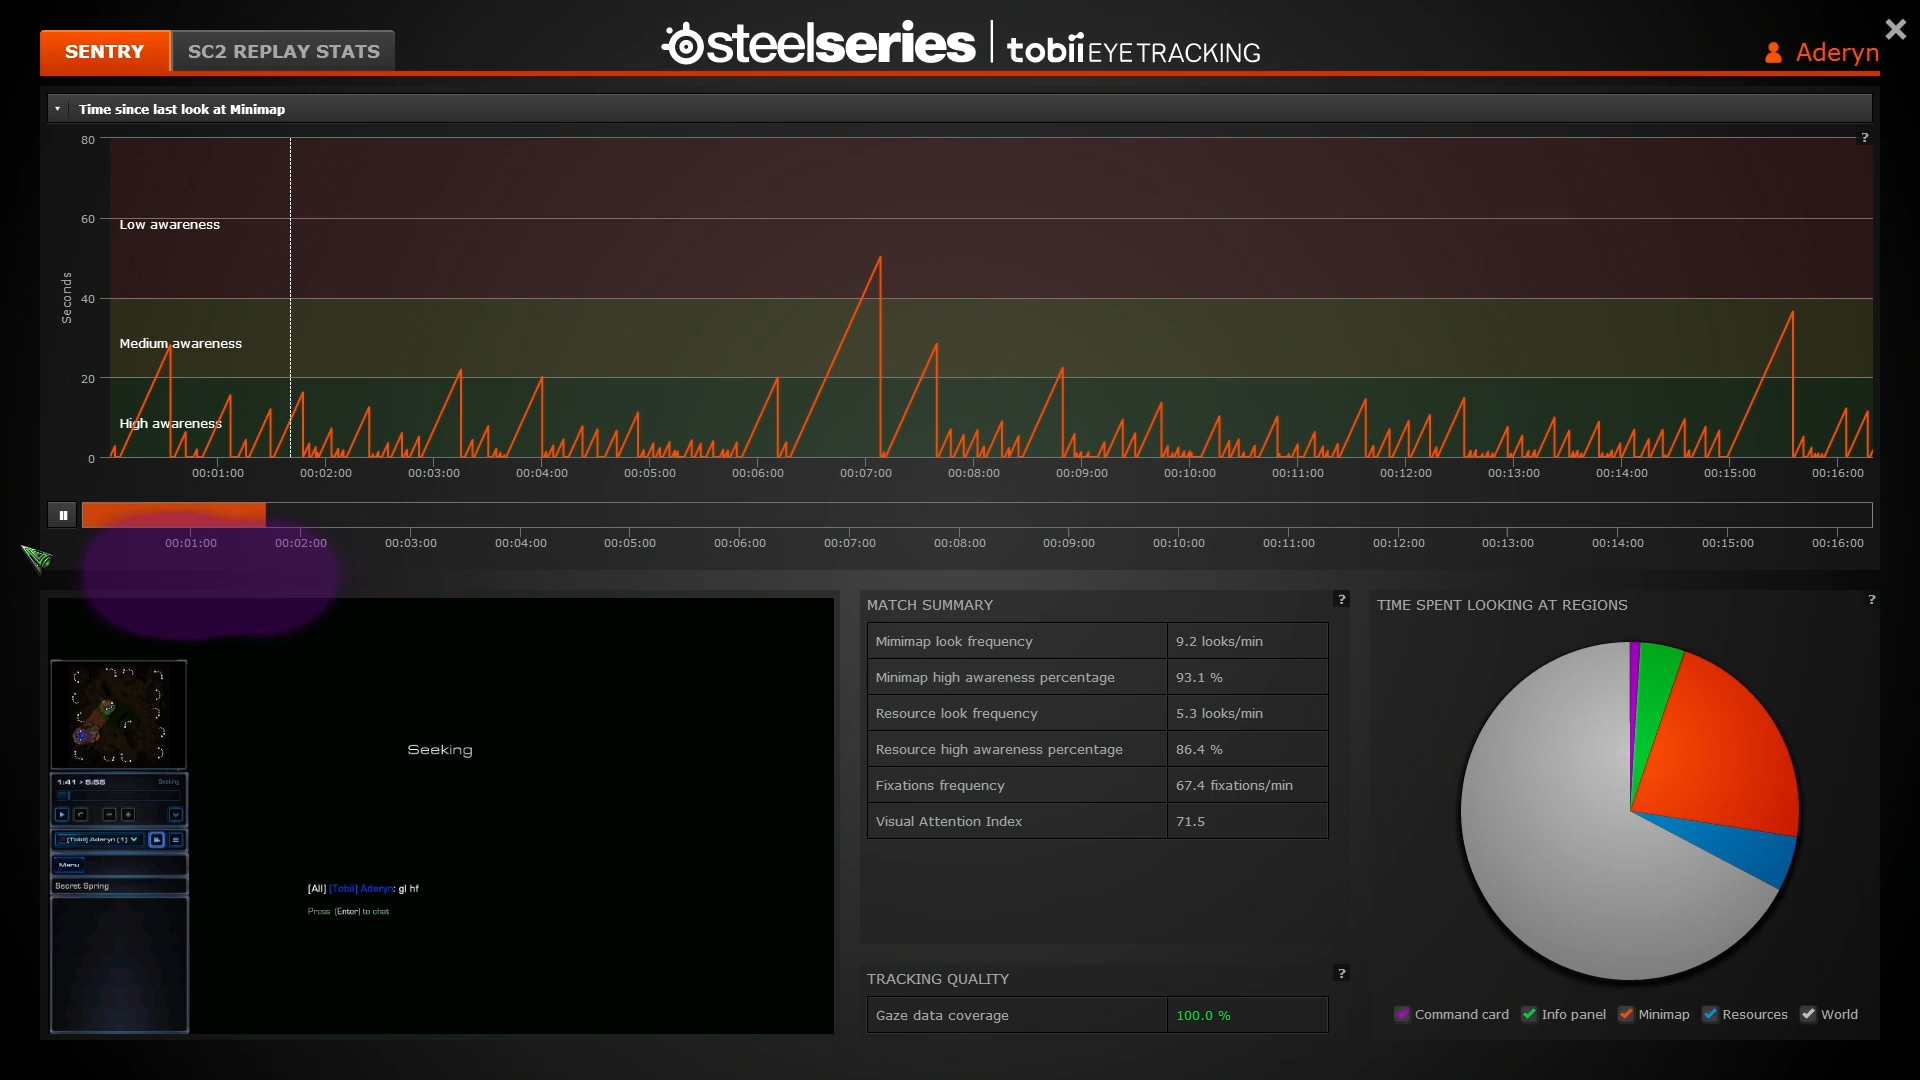 SENTRY
SC2 REPLAY STATS
steelseries | tobii EYETRACKING
Aderyn
Time since last look at Minimap
?
80
60
40
20
0
Seconds
Low awareness
Medium awareness
High awareness
00:01:00 00:02:00 00:03:00 00:04:00 00:05:00 00:06:00 00:07:00 00:08:00 00:09:00 00:10:00 00:11:00 00:12:00 00:13:00 00:14:00 00:15:00 00:16:00
00:01:00 00:02:00 00:03:00 00:04:00 00:05:00 00:06:00 00:07:00 00:08:00 00:09:00 00:10:00 00:11:00 00:12:00 00:13:00 00:14:00 00:15:00 00:16:00
Seeking
1:41 > 5:55 Seeking
[Tobii] Aderyn (1)
Menu
Secret Spring
[All] [Tobii] Aderyn: gl hf
Press [Enter] to chat
MATCH SUMMARY ?
Mimimap look frequency 9.2 looks/min
Minimap high awareness percentage 93.1 %
Resource look frequency 5.3 looks/min
Resource high awareness percentage 86.4 %
Fixations frequency 67.4 fixations/min
Visual Attention Index 71.5
TRACKING QUALITY ?
Gaze data coverage 100.0 %
TIME SPENT LOOKING AT REGIONS ?
Command card Info panel Minimap Resources World